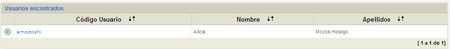 Usuarios encontrados
Código Usuario Nombre Apellidos
amozoshi Alicia Mozos Hidalgo
[ 1 a 1 de 1]